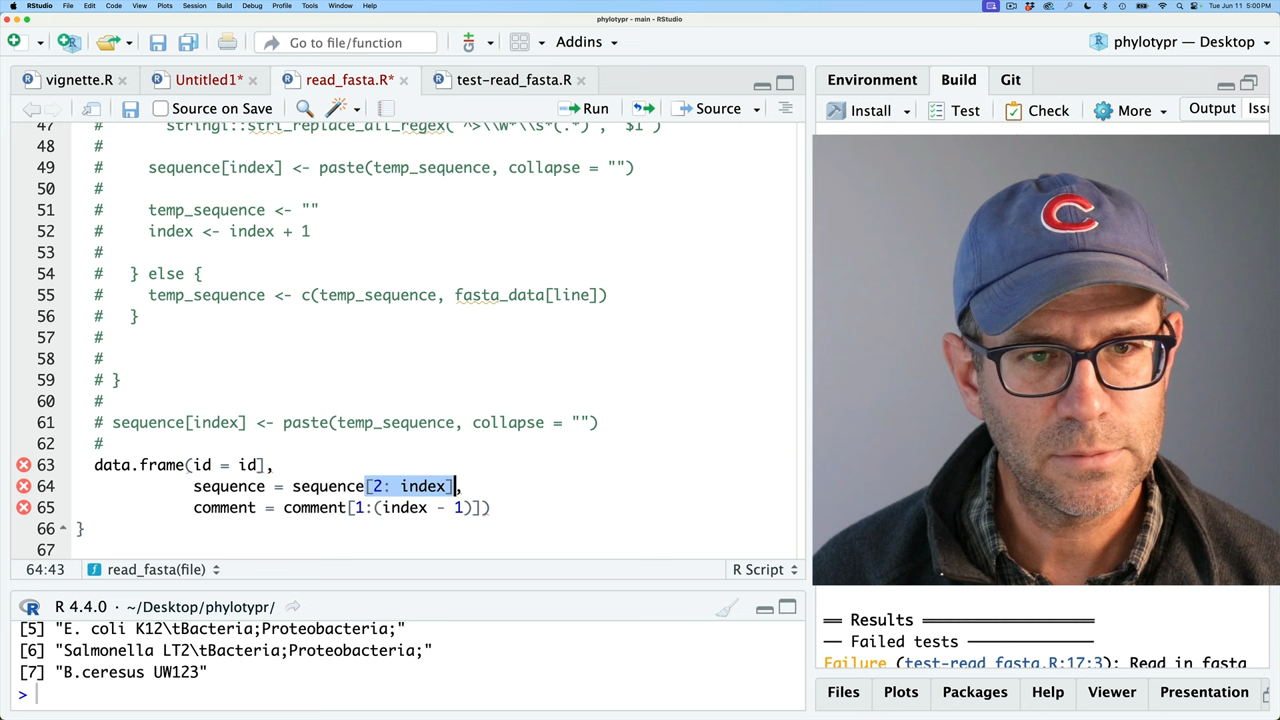 RStudio File Edit Code View Plots Session Build Debug Profile Tools Window Help Tue Jun 11 5:00 PM
phylotypr - main - RStudio
Go to file/function Addins phylotypr — Desktop
vignette.R Untitled1* read_fasta.R* test-read_fasta.R
Environment Build Git
Source on Save Run Source
Install Test Check More Output Iss
47 # stringi::stri_replace_all_regex("^>\\w*\\s*(.*)", "$1")
48 #
49 # sequence[index] <- paste(temp_sequence, collapse = "")
50 #
51 # temp_sequence <- ""
52 # index <- index + 1
53 #
54 # } else {
55 # temp_sequence <- c(temp_sequence, fasta_data[line])
56 # }
57 #
58 #
59 # }
60 #
61 # sequence[index] <- paste(temp_sequence, collapse = "")
62 #
63 data.frame(id = id],
64 sequence = sequence[2: index],
65 comment = comment[1:(index - 1)])
66 }
67
64:43 read_fasta(file) R Script
R 4.4.0 · ~/Desktop/phylotypr/
[5] "E. coli K12\tBacteria;Proteobacteria;"
[6] "Salmonella LT2\tBacteria;Proteobacteria;"
[7] "B.ceresus UW123"
>
C
══ Results ══
── Failed tests ──
Failure (test-read_fasta.R:17:3): Read in fasta
Files Plots Packages Help Viewer Presentation